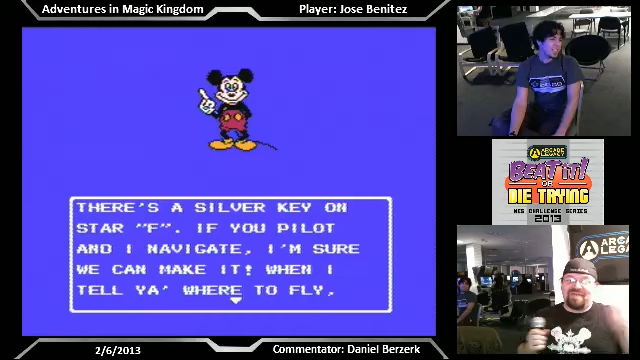 Adventures in Magic Kingdom
Player: Jose Benitez
THERE'S A SILVER KEY ON
STAR "F". IF YOU PILOT
AND I NAVIGATE, I'M SURE
WE CAN MAKE IT! WHEN I
TELL YA' WHERE TO FLY,
ARCADE LEGACY
BEAT IT!
OR
DIE TRYING
NES CHALLENGE SERIES
2013
ARCADE
LEGA
2/6/2013
Commentator: Daniel Berzerk